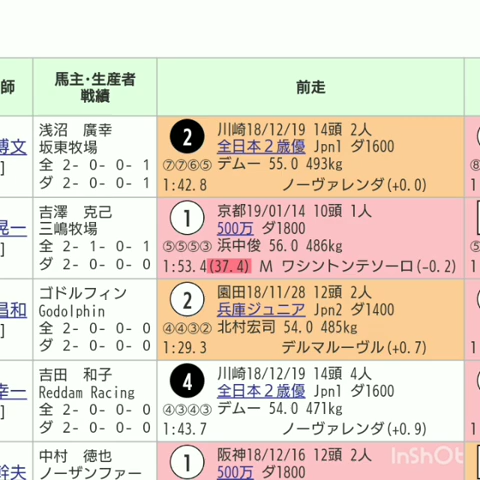 師 馬主･生産者
戦績 前走
博文
]
浅沼　廣幸
坂東牧場
全 2- 0- 0- 1
ダ 2- 0- 0- 1
2 川崎18/12/19 14頭 2人
全日本２歳優 Jpn1 ダ1600
⑦⑦⑥⑤ デムー 55.0 493kg
1:42.8 ノーヴァレンダ(+0.0)
晃一
]
吉澤　克己
三嶋牧場
全 2- 1- 0- 1
ダ 2- 0- 0- 0
1 京都19/01/14 10頭 1人
500万 ダ1800
⑤⑤⑤③ 浜中俊 56.0 486kg
1:53.4 (37.4) M ワシントンテソーロ(-0.2)
昌和
]
ゴドルフィン
Godolphin
全 2- 0- 0- 0
ダ 2- 0- 0- 0
2 園田18/11/28 12頭 2人
兵庫ジュニア Jpn2 ダ1400
④④③② 北村宏司 54.0 485kg
1:29.3 デルマルーヴル(+0.7)
幸一
]
吉田　和子
Reddam Racing
全 2- 0- 0- 0
ダ 2- 0- 0- 0
4 川崎18/12/19 14頭 4人
全日本２歳優 Jpn1 ダ1600
④③④③ デムー 54.0 471kg
1:43.7 ノーヴァレンダ(+0.9)
幹夫
中村　徳也
ノーザンファー
1 阪神18/12/16 12頭 2人
500万 ダ1800
InShOt